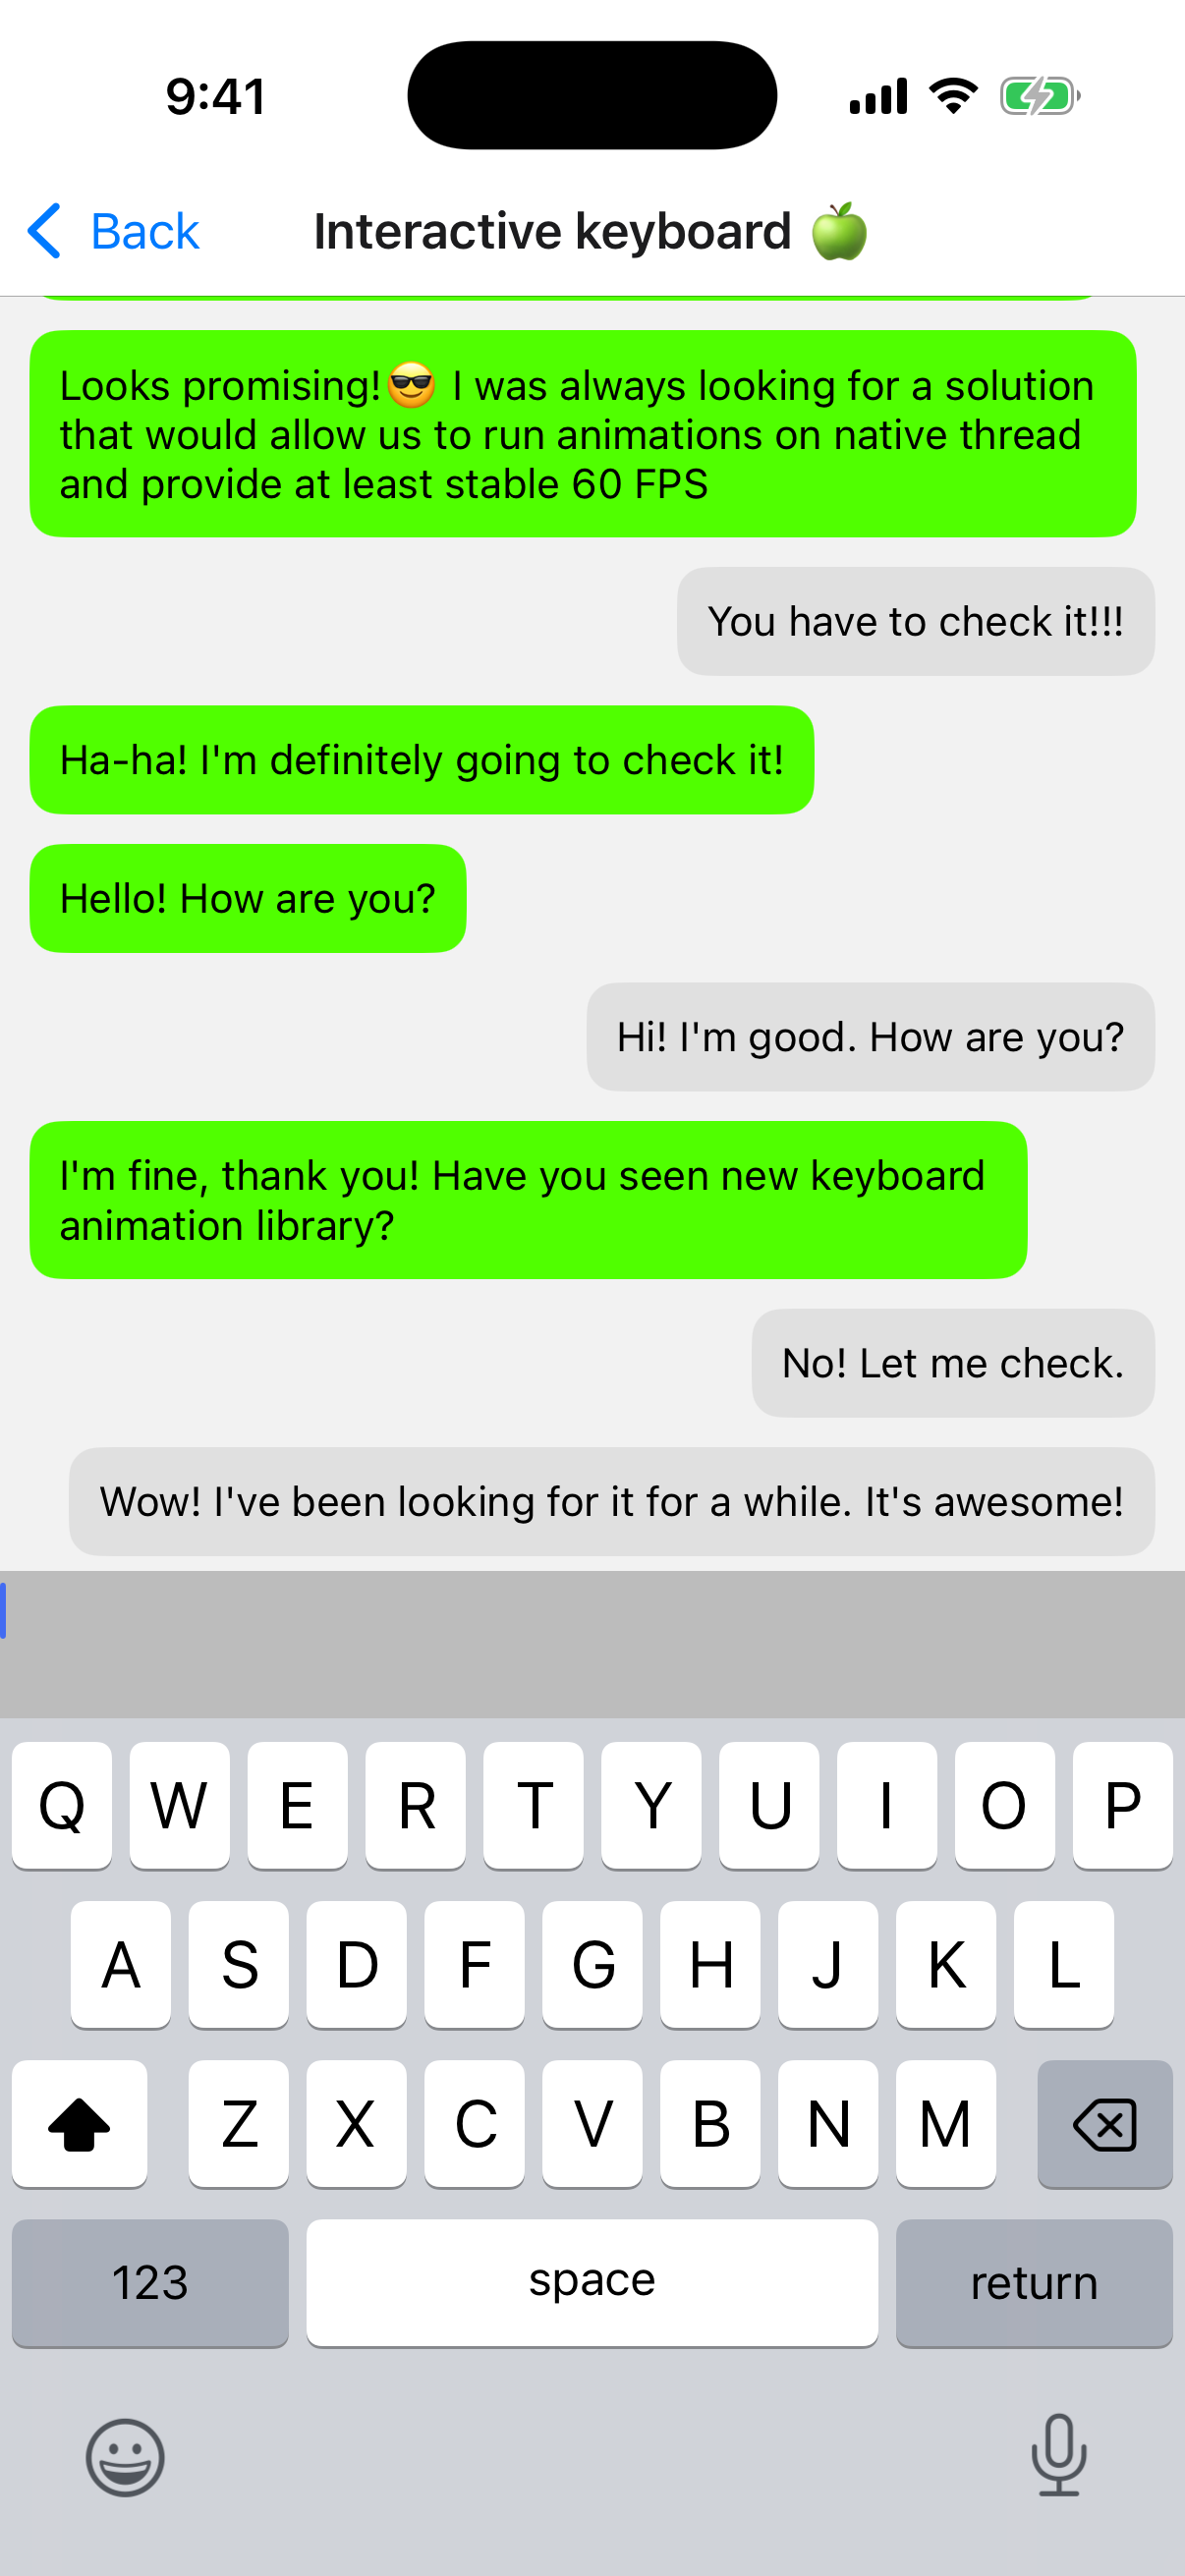 9:41
Back
Interactive keyboard 🍏
Looks promising!😎 I was always looking for a solution
that would allow us to run animations on native thread
and provide at least stable 60 FPS
You have to check it!!!
Ha-ha! I'm definitely going to check it!
Hello! How are you?
Hi! I'm good. How are you?
I'm fine, thank you! Have you seen new keyboard
animation library?
No! Let me check.
Wow! I've been looking for it for a while. It's awesome!
Q W E R T Y U I O P
A S D F G H J K L
Z X C V B N M
123 space return